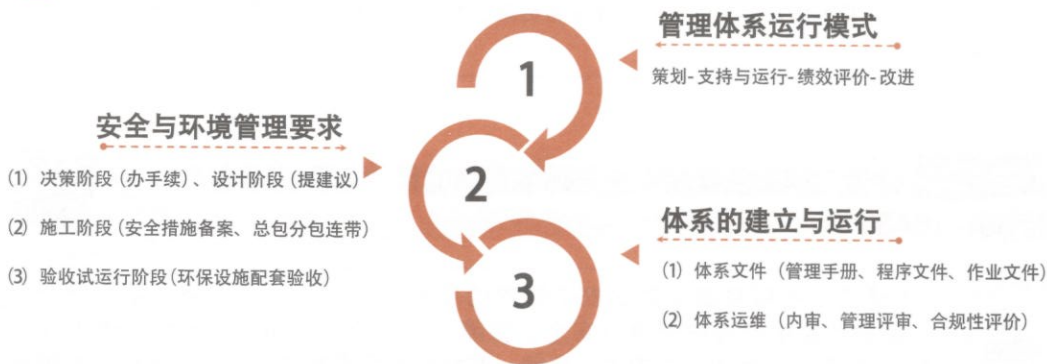 1
管理体系运行模式
策划-支持与运行-绩效评价-改进
2
安全与环境管理要求
(1) 决策阶段(办手续)、设计阶段(提建议)
(2) 施工阶段(安全措施备案、总包分包连带)
(3) 验收试运行阶段(环保设施配套验收)
3
体系的建立与运行
(1) 体系文件(管理手册、程序文件、作业文件)
(2) 体系运维(内审、管理评审、合规性评价)